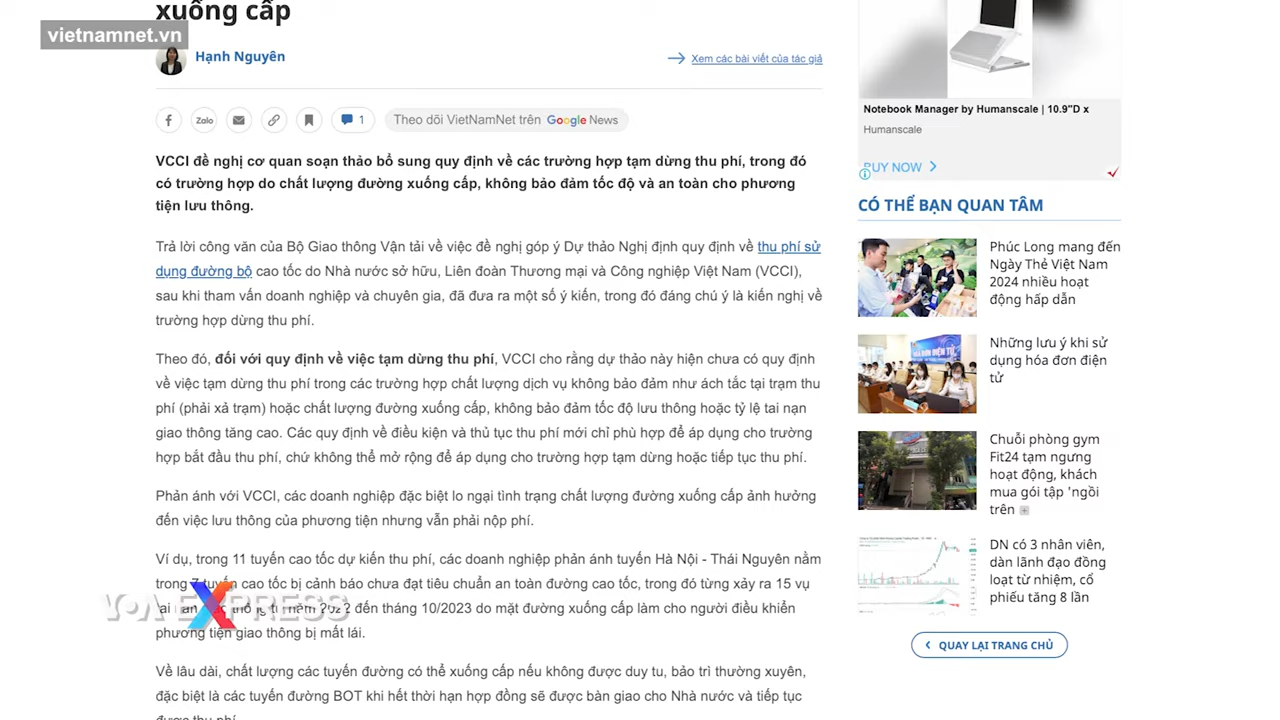 xuống cấp
vietnamnet.vn
Hạnh Nguyên
Xem các bài viết của tác giả
Zalo
1
Theo dõi VietNamNet trên Google News
VCCI đề nghị cơ quan soạn thảo bổ sung quy định về các trường hợp tạm dừng thu phí, trong đó
có trường hợp do chất lượng đường xuống cấp, không bảo đảm tốc độ và an toàn cho phương
tiện lưu thông.
Trả lời công văn của Bộ Giao thông Vận tải về việc đề nghị góp ý Dự thảo Nghị định quy định về thu phí sử
dụng đường bộ cao tốc do Nhà nước sở hữu, Liên đoàn Thương mại và Công nghiệp Việt Nam (VCCI),
sau khi tham vấn doanh nghiệp và chuyên gia, đã đưa ra một số ý kiến, trong đó đáng chú ý là kiến nghị về
trường hợp dừng thu phí.
Theo đó, đối với quy định về việc tạm dừng thu phí, VCCI cho rằng dự thảo này hiện chưa có quy định
về việc tạm dừng thu phí trong các trường hợp chất lượng dịch vụ không bảo đảm như ách tắc tại trạm thu
phí (phải xả trạm) hoặc chất lượng đường xuống cấp, không bảo đảm tốc độ lưu thông hoặc tỷ lệ tai nạn
giao thông tăng cao. Các quy định về điều kiện và thủ tục thu phí mới chỉ phù hợp để áp dụng cho trường
hợp bắt đầu thu phí, chứ không thể mở rộng để áp dụng cho trường hợp tạm dừng hoặc tiếp tục thu phí.
Phản ánh với VCCI, các doanh nghiệp đặc biệt lo ngại tình trạng chất lượng đường xuống cấp ảnh hưởng
đến việc lưu thông của phương tiện nhưng vẫn phải nộp phí.
Ví dụ, trong 11 tuyến cao tốc dự kiến thu phí, các doanh nghiệp phản ánh tuyến Hà Nội - Thái Nguyên nằm
trong 7 tuyến cao tốc bị cảnh báo chưa đạt tiêu chuẩn an toàn đường cao tốc, trong đó từng xảy ra 15 vụ
tai nạn thông từ năm 2022 đến tháng 10/2023 do mặt đường xuống cấp làm cho người điều khiển
phương tiện giao thông bị mất lái.
VOA EXPRESS
Về lâu dài, chất lượng các tuyến đường có thể xuống cấp nếu không được duy tu, bảo trì thường xuyên,
đặc biệt là các tuyến đường BOT khi hết thời hạn hợp đồng sẽ được bàn giao cho Nhà nước và tiếp tục
được thu phí.
Notebook Manager by Humanscale | 10.9"D x
Humanscale
BUY NOW
CÓ THỂ BẠN QUAN TÂM
Phúc Long mang đến
Ngày Thẻ Việt Nam
2024 nhiều hoạt
động hấp dẫn
Những lưu ý khi sử
dụng hóa đơn điện
tử
Chuỗi phòng gym
Fit24 tạm ngưng
hoạt động, khách
mua gói tập 'ngồi
trên
DN có 3 nhân viên,
dàn lãnh đạo đồng
loạt từ nhiệm, cổ
phiếu tăng 8 lần
QUAY LẠI TRANG CHỦ